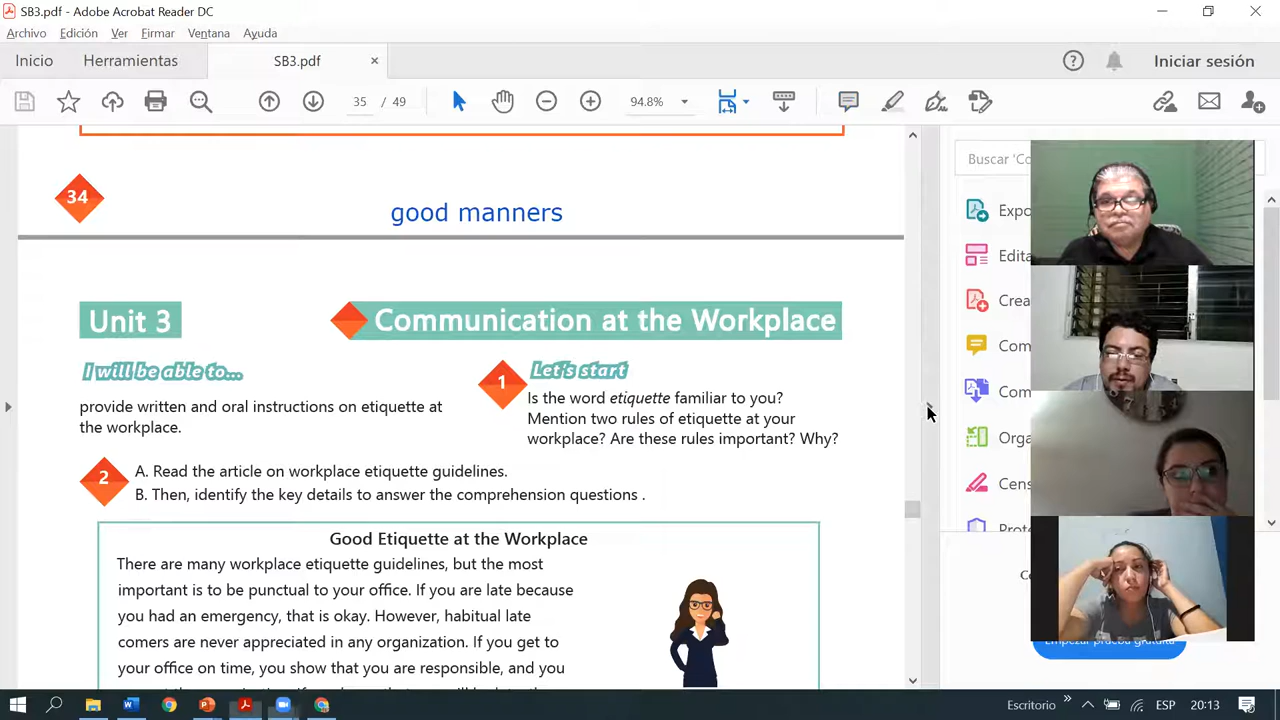 SB3.pdf - Adobe Acrobat Reader DC
Archivo Edición Ver Firmar Ventana Ayuda
Inicio Herramientas SB3.pdf × Iniciar sesión
35 / 49 94.8%
Buscar 'Co
34
good manners
Expo
Edita
Crea
Com
Com
Orga
Cens
Prote
Unit 3 Communication at the Workplace
I will be able to...
provide written and oral instructions on etiquette at
the workplace.
1 Let's start
Is the word etiquette familiar to you?
Mention two rules of etiquette at your
workplace? Are these rules important? Why?
2 A. Read the article on workplace etiquette guidelines.
B. Then, identify the key details to answer the comprehension questions .
Good Etiquette at the Workplace
There are many workplace etiquette guidelines, but the most
important is to be punctual to your office. If you are late because
you had an emergency, that is okay. However, habitual late
comers are never appreciated in any organization. If you get to
your office on time, you show that you are responsible, and you
Escritorio » ESP 20:13